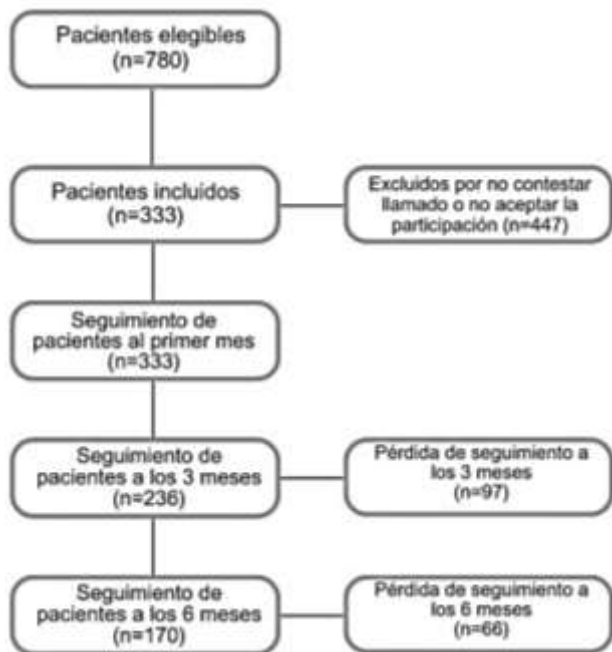 Pacientes elegibles
(n=780)
Pacientes incluidos
(n=333)
Excluidos por no contestar
llamado o no aceptar la
participación (n=447)
Seguimiento de
pacientes al primer mes
(n=333)
Seguimiento de
pacientes a los 3 meses
(n=236)
Pérdida de seguimiento a
los 3 meses
(n=97)
Seguimiento de
pacientes a los 6 meses
(n=170)
Pérdida de seguimiento a
los 6 meses
(n=66)